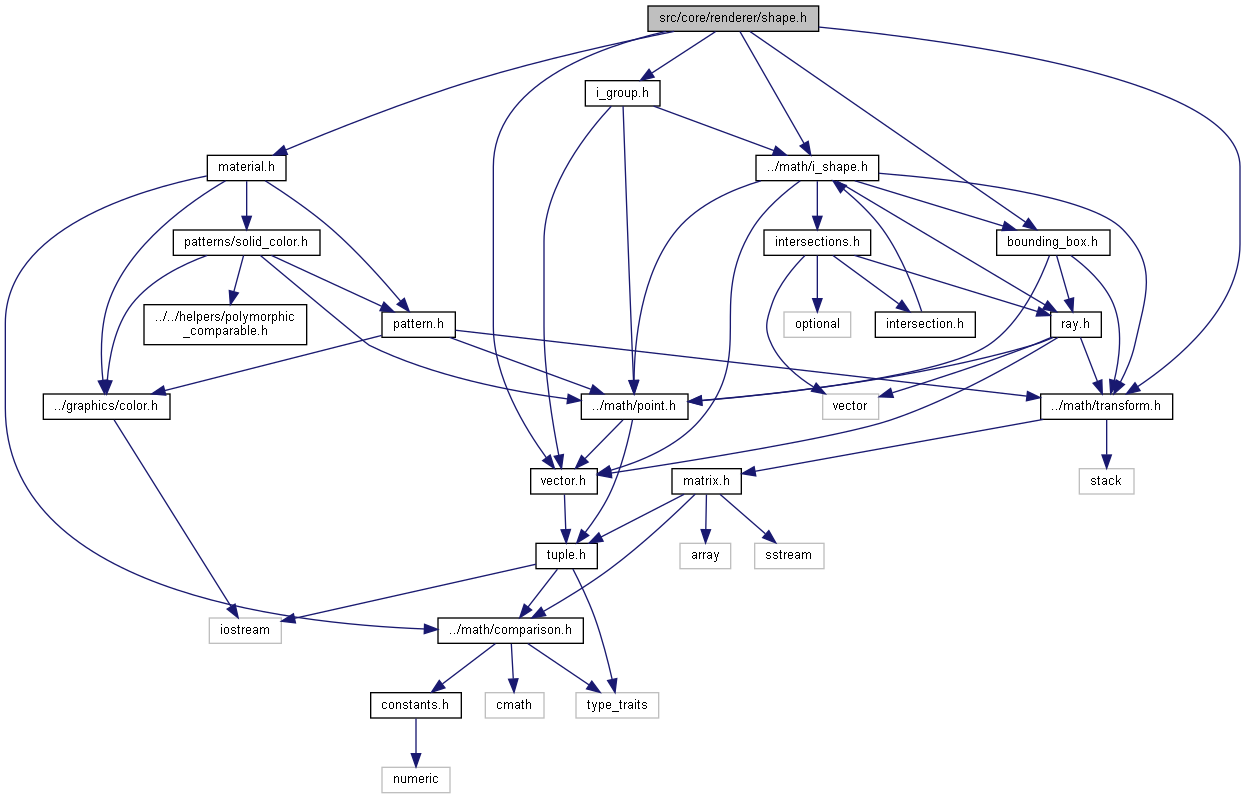 src/core/renderer/shape.h
i_group.h
material.h
../math/i_shape.h
patterns/solid_color.h
intersections.h
bounding_box.h
../../helpers/polymorphic
_comparable.h
pattern.h
optional
intersection.h
ray.h
../graphics/color.h
../math/point.h
vector
../math/transform.h
vector.h
matrix.h
stack
tuple.h
array
sstream
iostream
../math/comparison.h
constants.h
cmath
type_traits
numeric